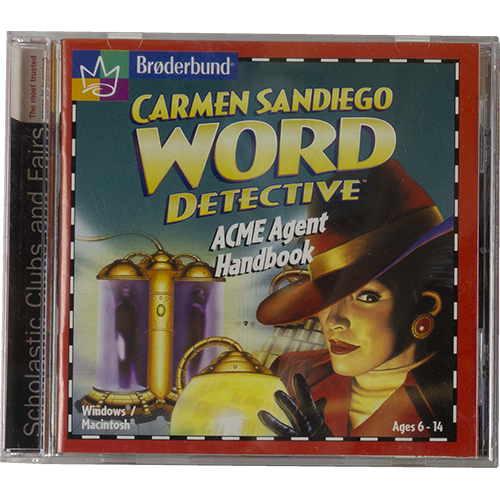 Brøderbund®
CARMEN SANDIEGO
WORD
DETECTIVE™
ACME Agent
Handbook
Windows®/
Macintosh®
Ages 6 - 14
Scholastic Clubs and Fairs
The most trusted